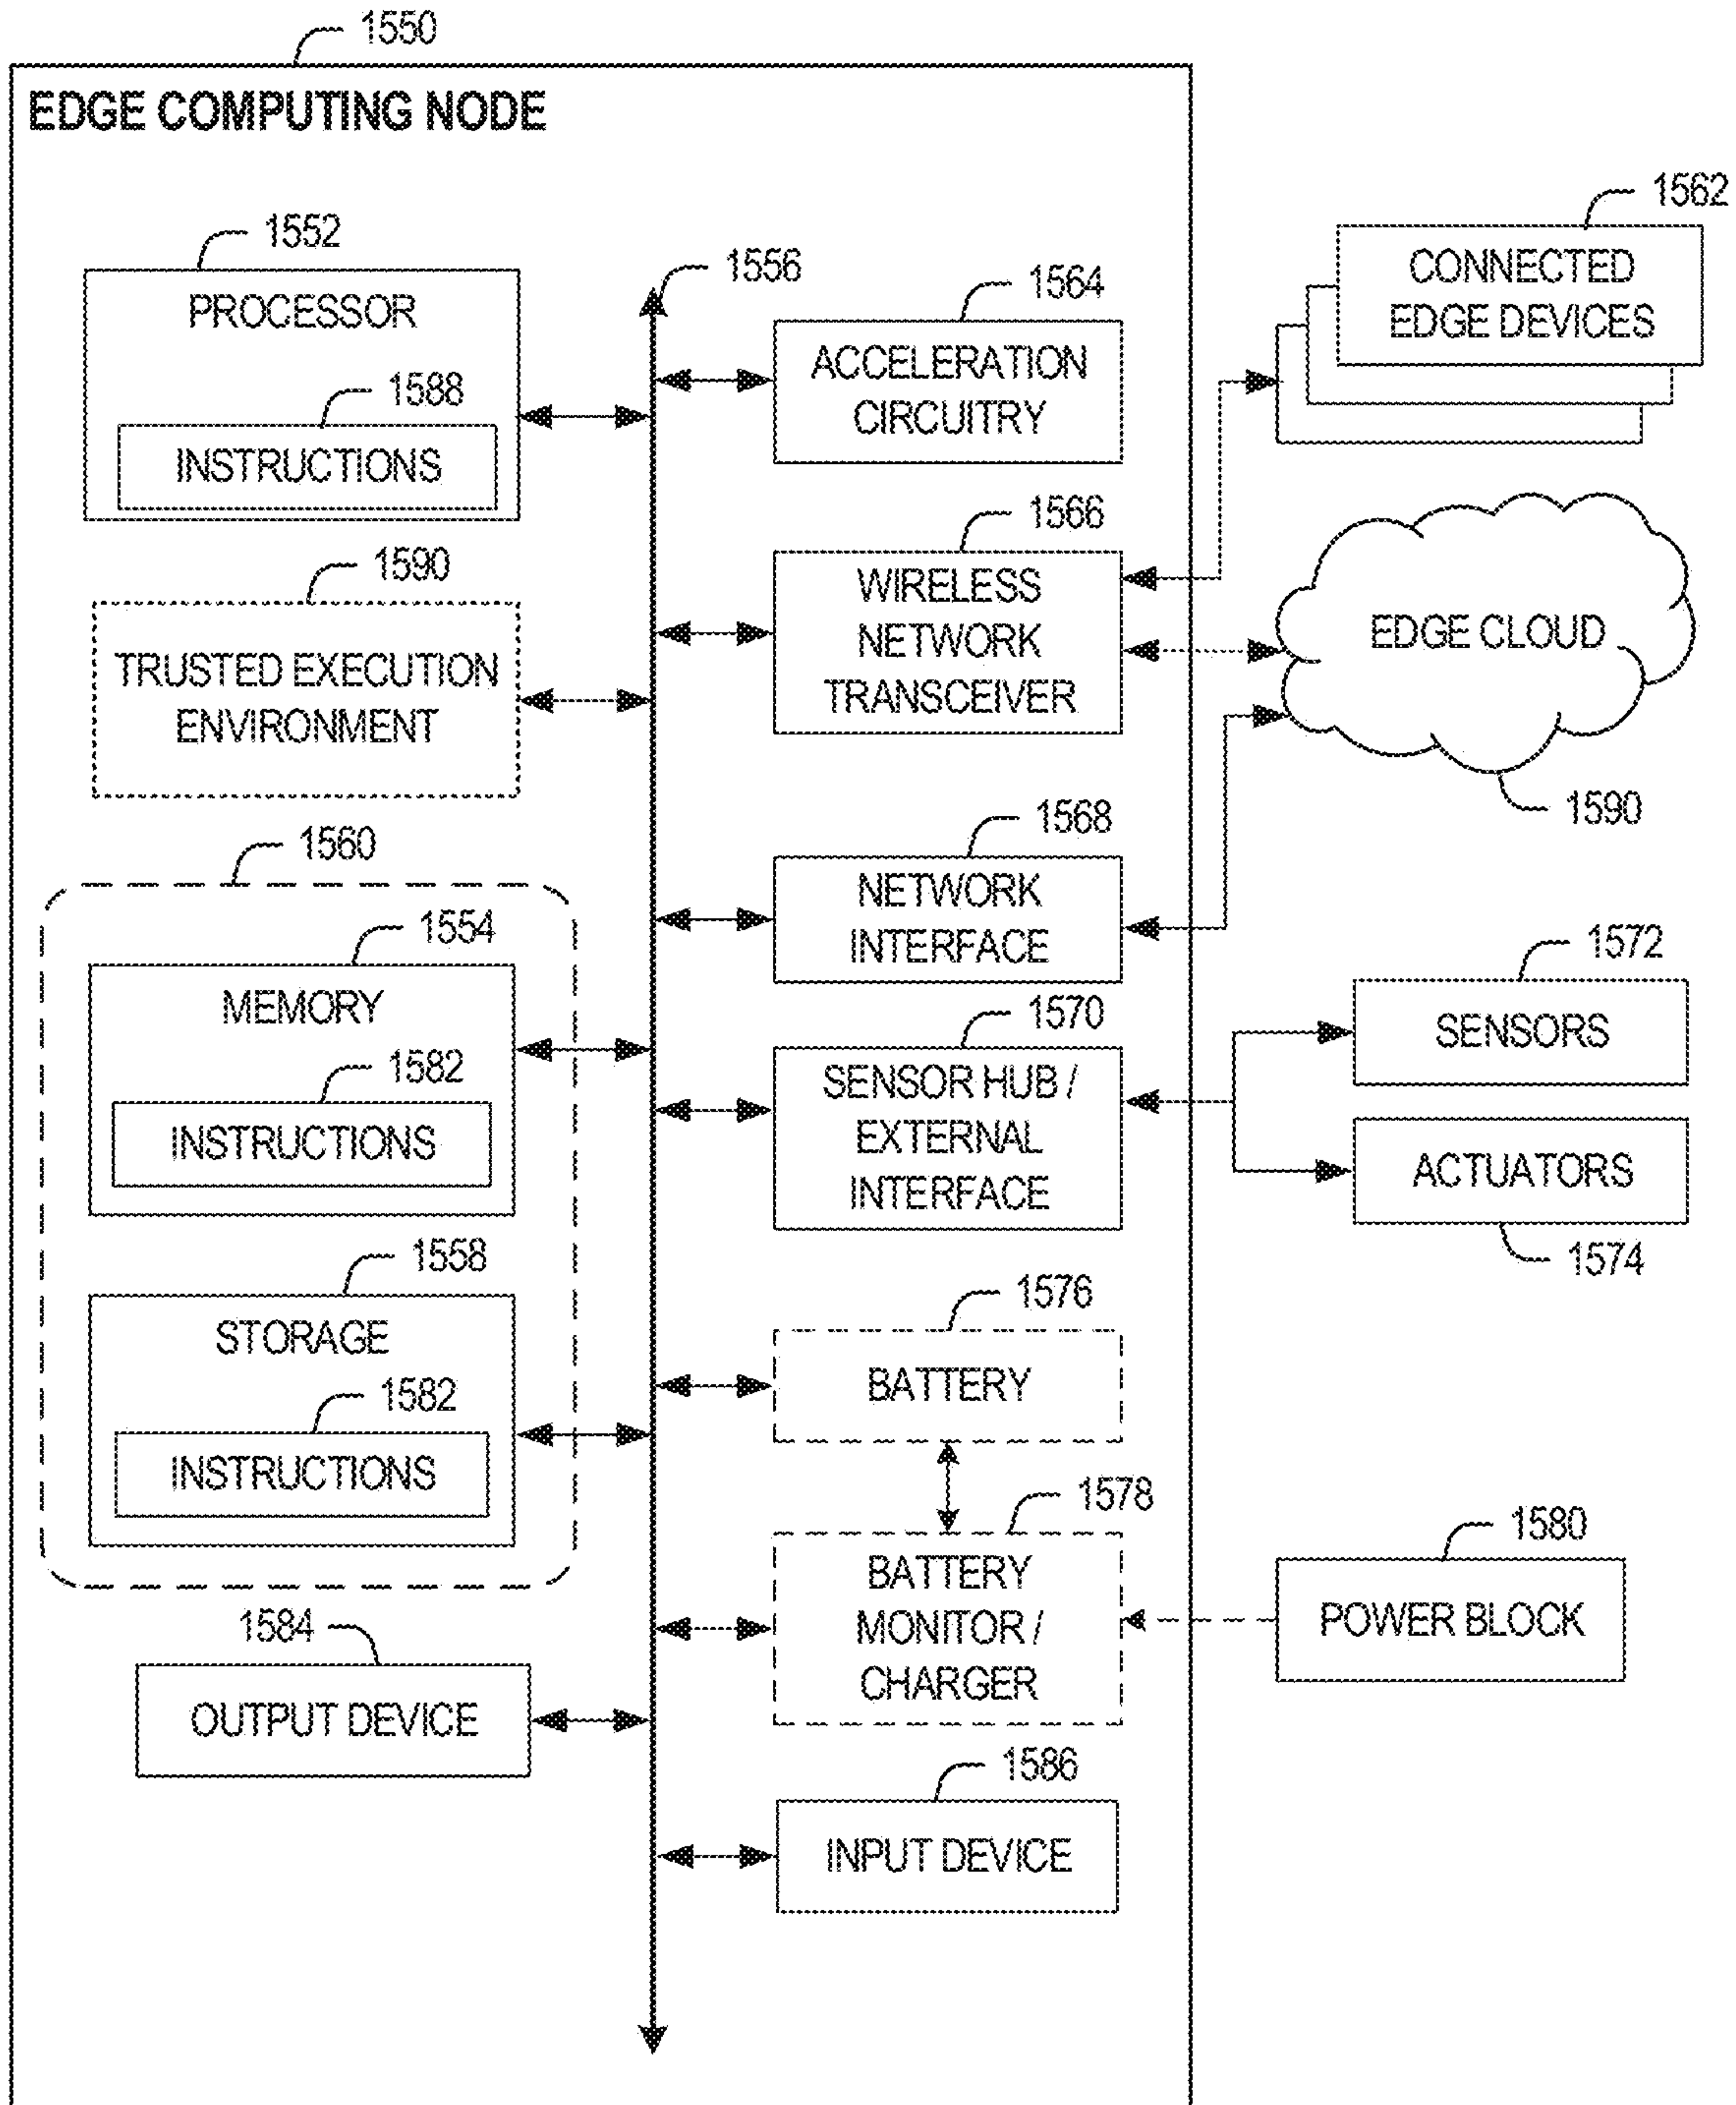 1550
EDGE COMPUTING NODE
1552
PROCESSOR
1588
INSTRUCTIONS
1590
TRUSTED EXECUTION
ENVIRONMENT
1560
1554
MEMORY
1582
INSTRUCTIONS
1558
STORAGE
1582
INSTRUCTIONS
1584
OUTPUT DEVICE
1556
1564
ACCELERATION
CIRCUITRY
1566
WIRELESS
NETWORK
TRANSCEIVER
1568
NETWORK
INTERFACE
1570
SENSOR HUB /
EXTERNAL
INTERFACE
1576
BATTERY
1578
BATTERY
MONITOR /
CHARGER
1586
INPUT DEVICE
1562
CONNECTED
EDGE DEVICES
EDGE CLOUD
1590
1572
SENSORS
ACTUATORS
1574
1580
POWER BLOCK